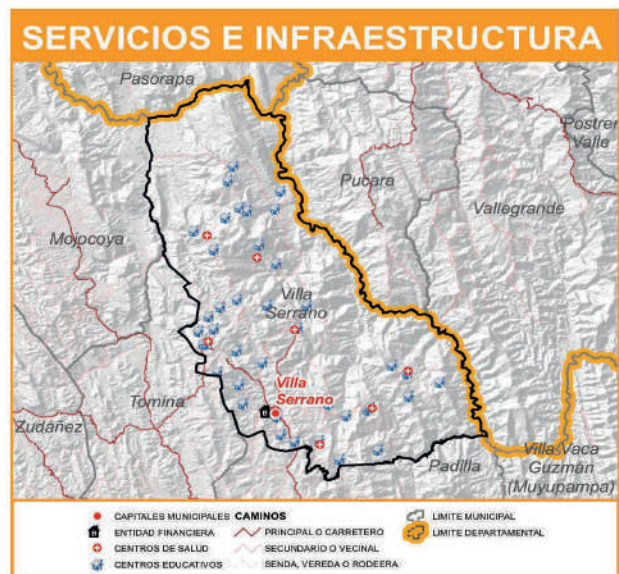 SERVICIOS E INFRAESTRUCTURA
Pasorapa
Postrer
Valle
Pucara
Vallegrande
Mojocoya
Villa
Serrano
Villa
Serrano
Tomina
Zudáñez
Padilla
Villa Vaca
Guzmán
(Muyupampa)
CAPITALES MUNICIPALES
ENTIDAD FINANCIERA
CENTROS DE SALUD
CENTROS EDUCATIVOS
CAMINOS
PRINCIPAL O CARRETERO
SECUNDARIO O VECINAL
SENDA, VEREDA O RODEERA
LIMITE MUNICIPAL
LIMITE DEPARTAMENTAL